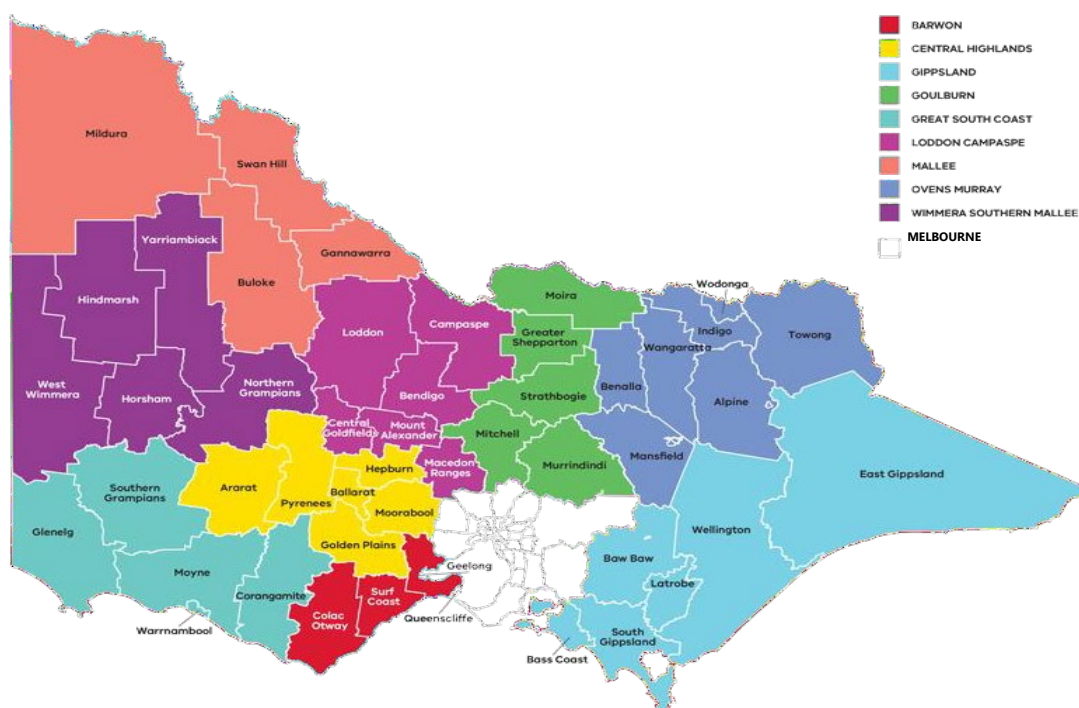 BARWON
CENTRAL HIGHLANDS
GIPPSLAND
GOULBURN
GREAT SOUTH COAST
LODDON CAMPASPE
MALLEE
OVENS MURRAY
WIMMERA SOUTHERN MALLEE
MELBOURNE
Mildura
Swan Hill
Yarriambiack
Gannawarra
Buloke
Hindmarsh
Wodonga
Moira
Campaspe
Loddon
Greater
Shepparton
Indigo
Towong
Wangaratta
West
Wimmera
Horsham
Northern
Grampians
Bendigo
Strathbogie
Benalla
Alpine
Central
Goldfields
Mount
Alexander
Mitchell
Mansfield
Murrindindi
Macedon
Ranges
Hepburn
Ararat
Ballarat
Pyrenees
Moorabool
Southern
Grampians
East Gippsland
Glenelg
Wellington
Golden Plains
Baw Baw
Geelong
Moyne
Latrobe
Corangamite
Surf
Coast
Colac
Otway
Queenscliffe
Warrnambool
South
Gippsland
Bass Coast